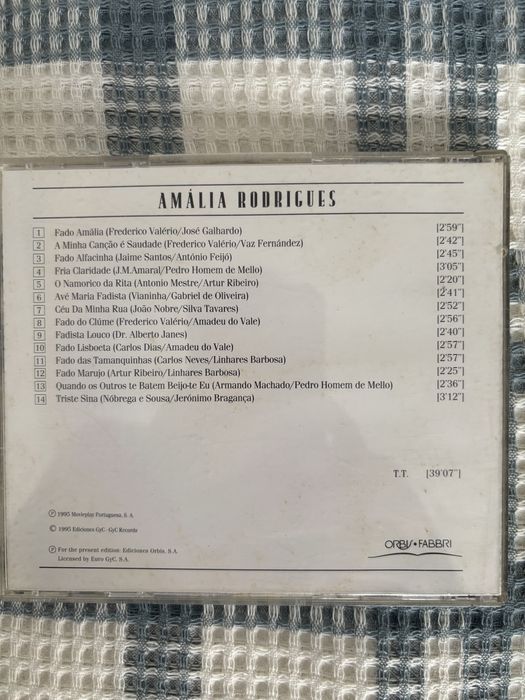 AMÁLIA RODRIGUES
1 Fado Amália (Frederico Valério/José Galhardo) [2'59"]
2 A Minha Canção é Saudade (Frederico Valério/Vaz Fernández) [2'42"]
3 Fado Alfacinha (Jaime Santos/António Feijó) [2'45"]
4 Fria Claridade (J.M.Amaral/Pedro Homem de Mello) [3'05"]
5 O Namorico da Rita (Antonio Mestre/Artur Ribeiro) [2'20"]
6 Avé Maria Fadista (Vianinha/Gabriel de Oliveira) [2'41"]
7 Céu Da Minha Rua (João Nobre/Silva Tavares) [2'52"]
8 Fado do Clúme (Frederico Valério/Amadeu do Vale) [2'56"]
9 Fadista Louco (Dr. Alberto Janes) [2'40"]
10 Fado Lisboeta (Carlos Dias/Amadeu do Vale) [2'57"]
11 Fado das Tamanquinhas (Carlos Neves/Linhares Barbosa) [2'57"]
12 Fado Marujo (Artur Ribeiro/Linhares Barbosa) [2'25"]
13 Quando os Outros te Batem Beijo-te Eu (Armando Machado/Pedro Homem de Mello) [2'36"]
14 Triste Sina (Nóbrega e Sousa/Jerónimo Bragança) [3'12"]
T.T. [39'07"]
℗ 1995 Movieplay Portuguesa, S. A.
© 1995 Ediciones GyC - GyC Records
℗ For the present edition: Ediciones Orbis, S.A.
Licensed by Euro GyC, S.A.
ORBIS•FABBRI